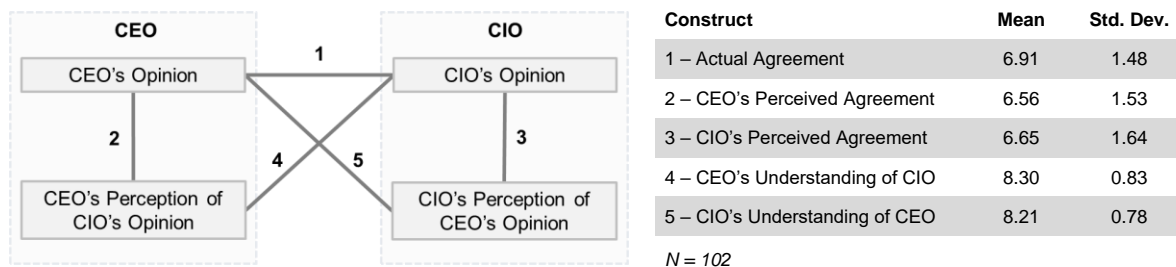 CEO
CIO
1
CEO's Opinion
CIO's Opinion
2
3
4
5
CEO's Perception of
CIO's Opinion
CIO's Perception of
CEO's Opinion
Construct Mean Std. Dev.
1 – Actual Agreement 6.91 1.48
2 – CEO's Perceived Agreement 6.56 1.53
3 – CIO's Perceived Agreement 6.65 1.64
4 – CEO's Understanding of CIO 8.30 0.83
5 – CIO's Understanding of CEO 8.21 0.78
N = 102